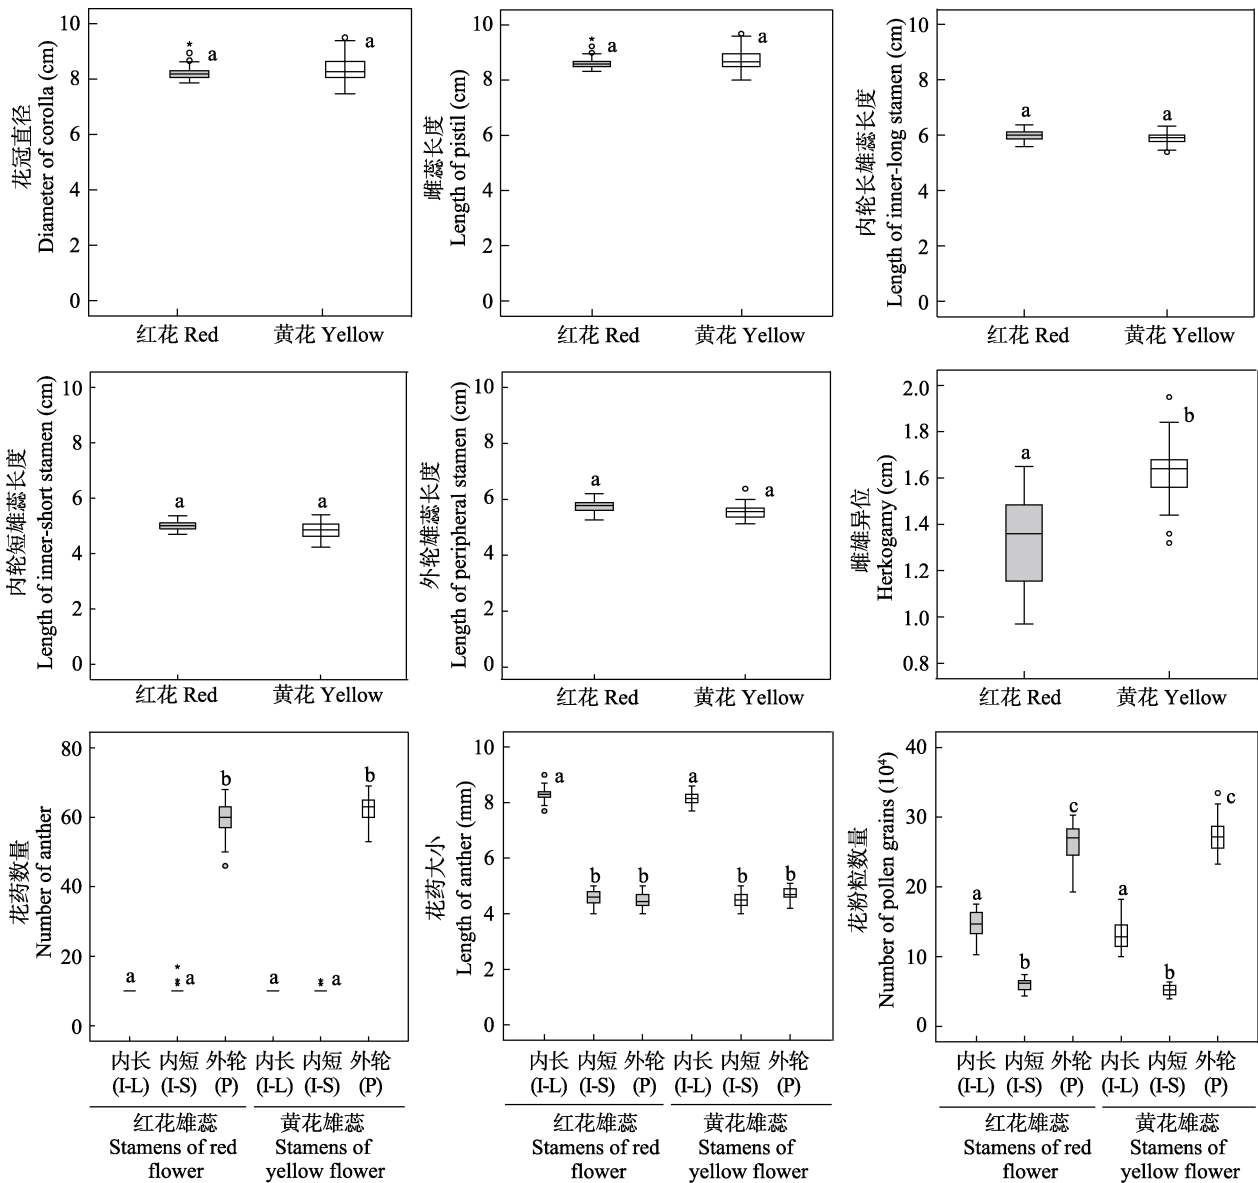 花冠直径
Diameter of corolla (cm)
10
8
6
4
2
0
*
a
a
红花 Red
黄花 Yellow
雌蕊长度
Length of pistil (cm)
10
8
6
4
2
0
*
a
a
红花 Red
黄花 Yellow
内轮长雄蕊长度
Length of inner-long stamen (cm)
10
8
6
4
2
0
a
a
红花 Red
黄花 Yellow
内轮短雄蕊长度
Length of inner-short stamen (cm)
10
8
6
4
2
0
a
a
红花 Red
黄花 Yellow
外轮雄蕊长度
Length of peripheral stamen (cm)
10
8
6
4
2
0
a
a
红花 Red
黄花 Yellow
雌雄异位
Herkogamy (cm)
2.0
1.8
1.6
1.4
1.2
1.0
0.8
a
b
红花 Red
黄花 Yellow
花药数量
Number of anther
80
60
40
20
0
a
*
*
* a
b
a
* a
b
内长 内短 外轮 内长 内短 外轮
(I-L) (I-S) (P) (I-L) (I-S) (P)
红花雄蕊 黄花雄蕊
Stamens of red Stamens of
flower yellow flower
花药大小
Length of anther (mm)
10
8
6
4
2
0
a
b
b
a
b
b
内长 内短 外轮 内长 内短 外轮
(I-L) (I-S) (P) (I-L) (I-S) (P)
红花雄蕊 黄花雄蕊
Stamens of red Stamens of
flower yellow flower
花粉粒数量
Number of pollen grains (10⁴)
40
30
20
10
0
a
b
c
a
b
c
内长 内短 外轮 内长 内短 外轮
(I-L) (I-S) (P) (I-L) (I-S) (P)
红花雄蕊 黄花雄蕊
Stamens of red Stamens of
flower yellow flower